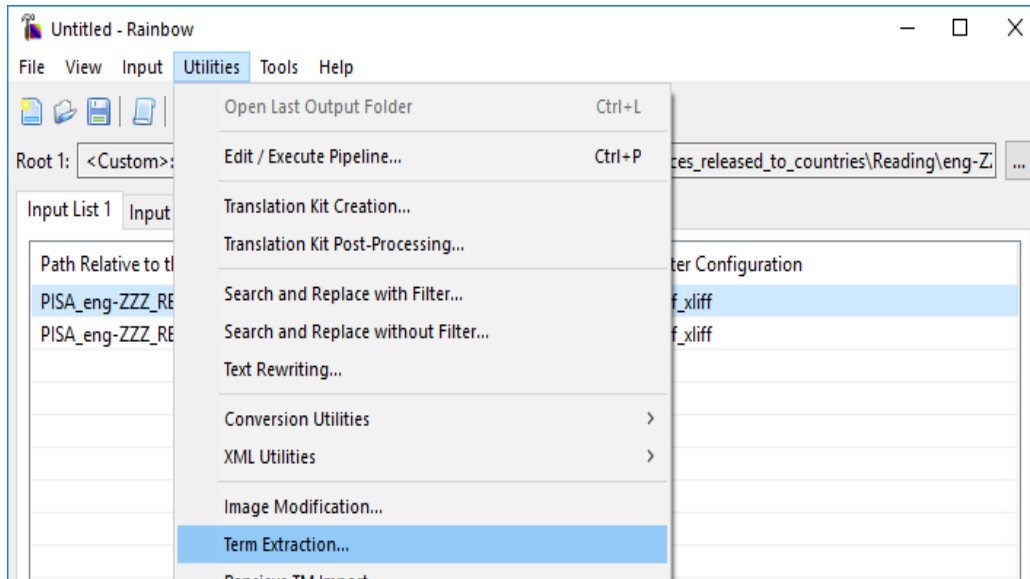 Untitled - Rainbow
File View Input Utilities Tools Help
Open Last Output Folder Ctrl+L
Edit / Execute Pipeline... Ctrl+P
Root 1: <Custom>: ces_released_to_countries\Reading\eng-Z ...
Translation Kit Creation...
Input List 1 Input
Translation Kit Post-Processing...
Path Relative to ter Configuration
Search and Replace with Filter...
PISA_eng-ZZZ_RE f_xliff
Search and Replace without Filter...
PISA_eng-ZZZ_RE f_xliff
Text Rewriting...
Conversion Utilities
XML Utilities
Image Modification...
Term Extraction...